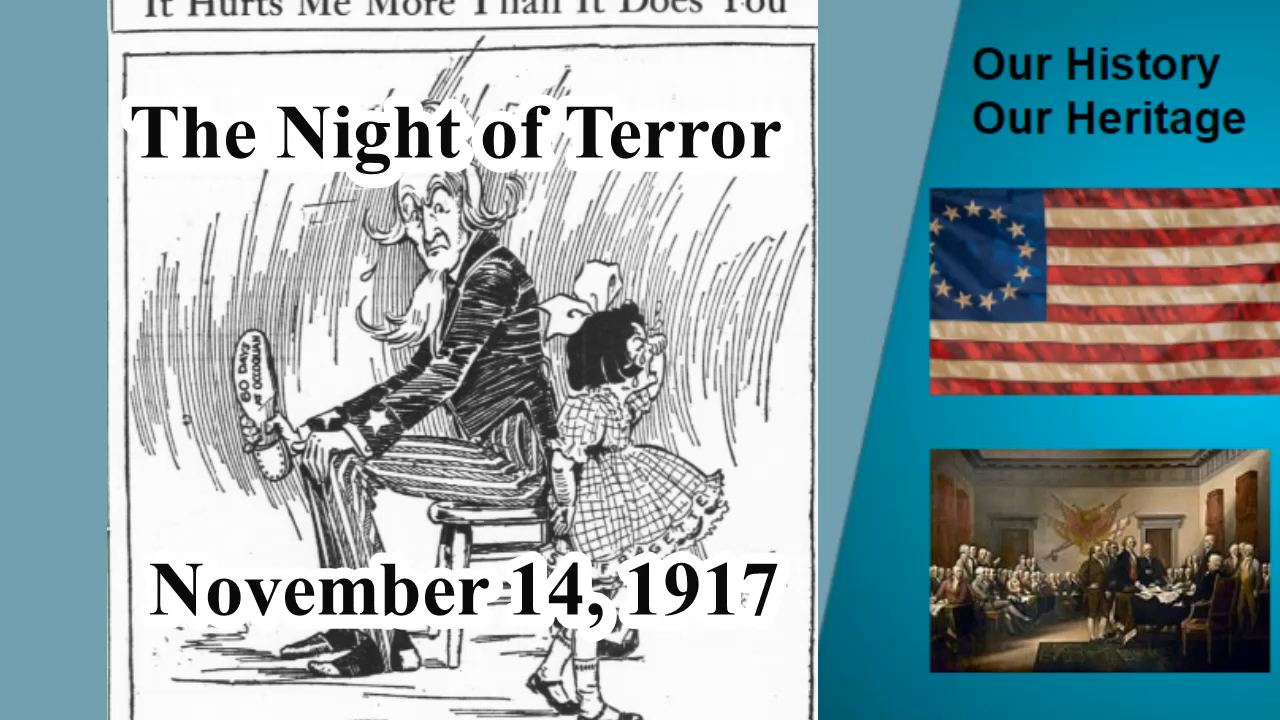 It Hurts Me More Than It Does You
The Night of Terror
60 DAYS
AT OCCOQUAN
November 14, 1917
Our History
Our Heritage